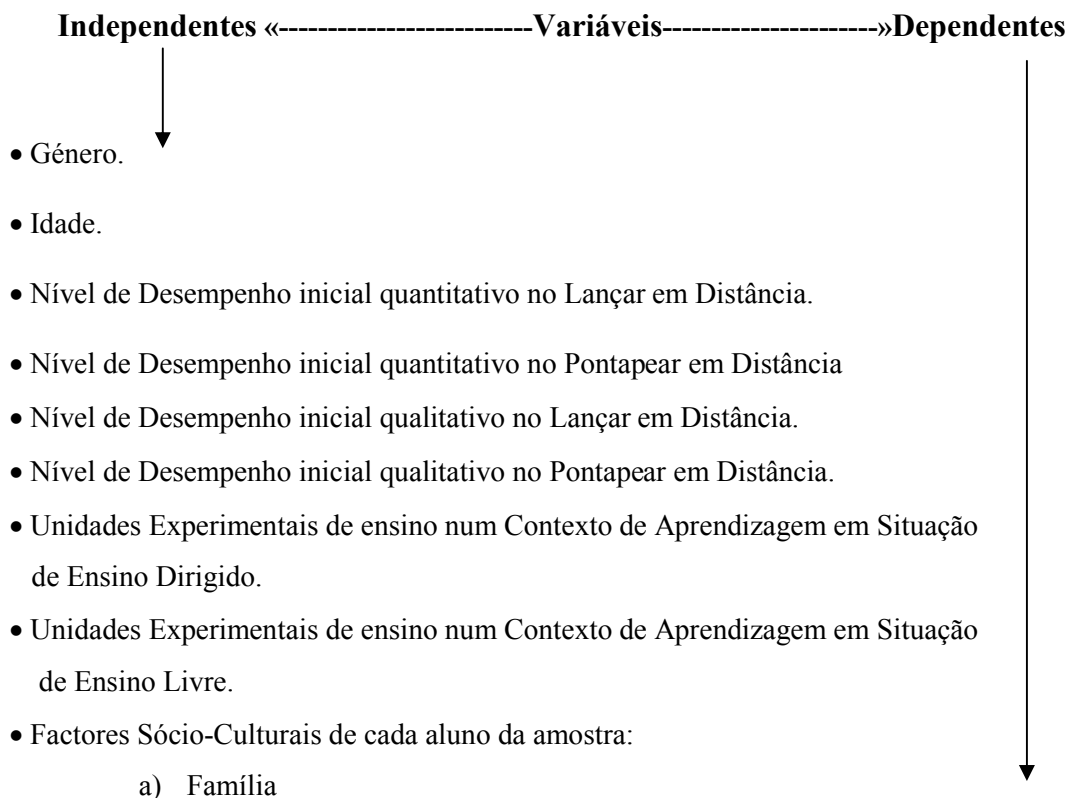 Independentes «--------------------------Variáveis----------------------»Dependentes
• Género.
• Idade.
• Nível de Desempenho inicial quantitativo no Lançar em Distância.
• Nível de Desempenho inicial quantitativo no Pontapear em Distância
• Nível de Desempenho inicial qualitativo no Lançar em Distância.
• Nível de Desempenho inicial qualitativo no Pontapear em Distância.
• Unidades Experimentais de ensino num Contexto de Aprendizagem em Situação
de Ensino Dirigido.
• Unidades Experimentais de ensino num Contexto de Aprendizagem em Situação
de Ensino Livre.
• Factores Sócio-Culturais de cada aluno da amostra:
a) Família